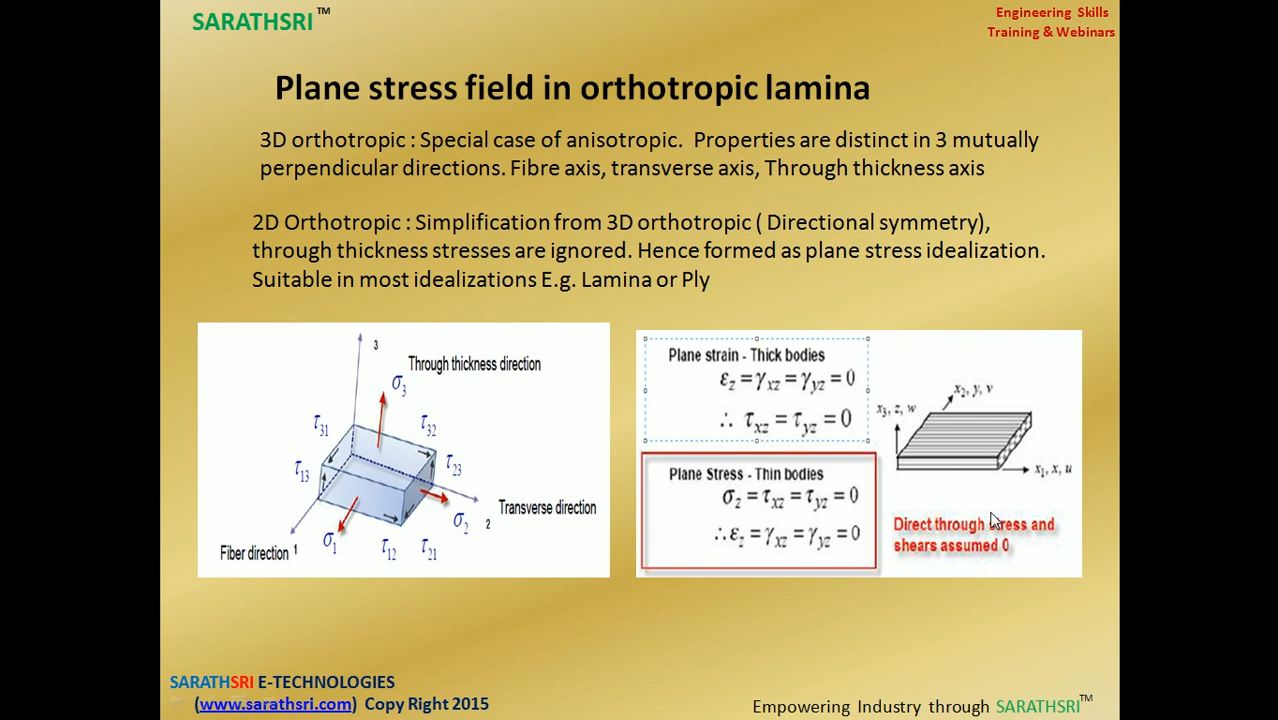 SARATHSRI™
Engineering Skills
Training & Webinars
Plane stress field in orthotropic lamina
3D orthotropic : Special case of anisotropic. Properties are distinct in 3 mutually
perpendicular directions. Fibre axis, transverse axis, Through thickness axis
2D Orthotropic : Simplification from 3D orthotropic ( Directional symmetry),
through thickness stresses are ignored. Hence formed as plane stress idealization.
Suitable in most idealizations E.g. Lamina or Ply
3
Through thickness direction
σ₃
τ₃₁
τ₃₂
τ₁₃
τ₂₃
Transverse direction
σ₂
2
Fiber direction 1
σ₁
τ₁₂
τ₂₁
Plane strain - Thick bodies
ε_z = γ_xz = γ_yz = 0
∴ τ_xz = τ_yz = 0
Plane Stress - Thin bodies
σ_z = τ_xz = τ_yz = 0
∴ ε_z = γ_xz = γ_yz = 0
x₂, y, v
x₃, z, w
x₁, x, u
Direct through stress and
shears assumed 0
SARATHSRI E-TECHNOLOGIES
(www.sarathsri.com) Copy Right 2015
Empowering Industry through SARATHSRI™